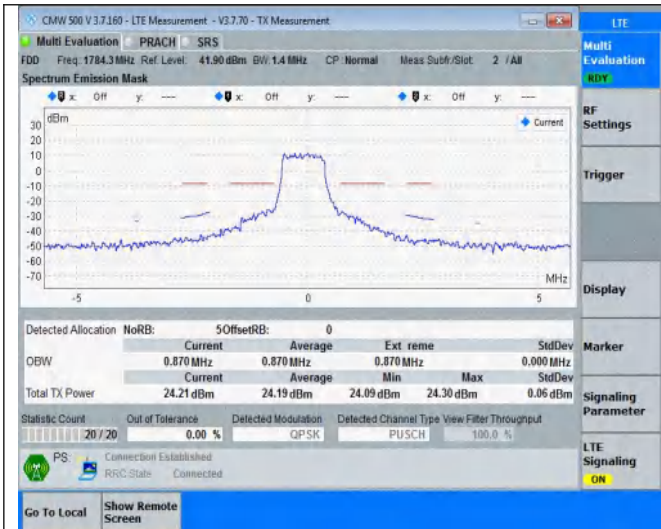 CMW 500 V 3.7.160 - LTE Measurement - V3.7.70 - TX Measurement
LTE
Multi Evaluation PRACH SRS
FDD Freq.: 1784.3 MHz Ref. Level: 41.90 dBm BW: 1.4 MHz CP: Normal Meas Subfr./Slot: 2 / All
Spectrum Emission Mask
x: Off y: --- x: Off y: --- x: Off y: ---
dBm
Current
30
20
10
0
-10
-20
-30
-40
-50
-60
-70
MHz
-5 0 5
Detected Allocation NoRB: 5OffsetRB: 0
Current Average Ext reme StdDev
OBW 0.870 MHz 0.870 MHz 0.870 MHz 0.000 MHz
Current Average Min Max StdDev
Total TX Power 24.21 dBm 24.19 dBm 24.09 dBm 24.30 dBm 0.06 dBm
Statistic Count Out of Tolerance Detected Modulation Detected Channel Type View Filter Throughput
20 / 20 0.00 % QPSK PUSCH 100.0 %
PS: Connection Established
RRC State Connected
Multi
Evaluation
RDY
RF
Settings
Trigger
Display
Marker
Signaling
Parameter
LTE
Signaling
ON
Go To Local
Show Remote
Screen